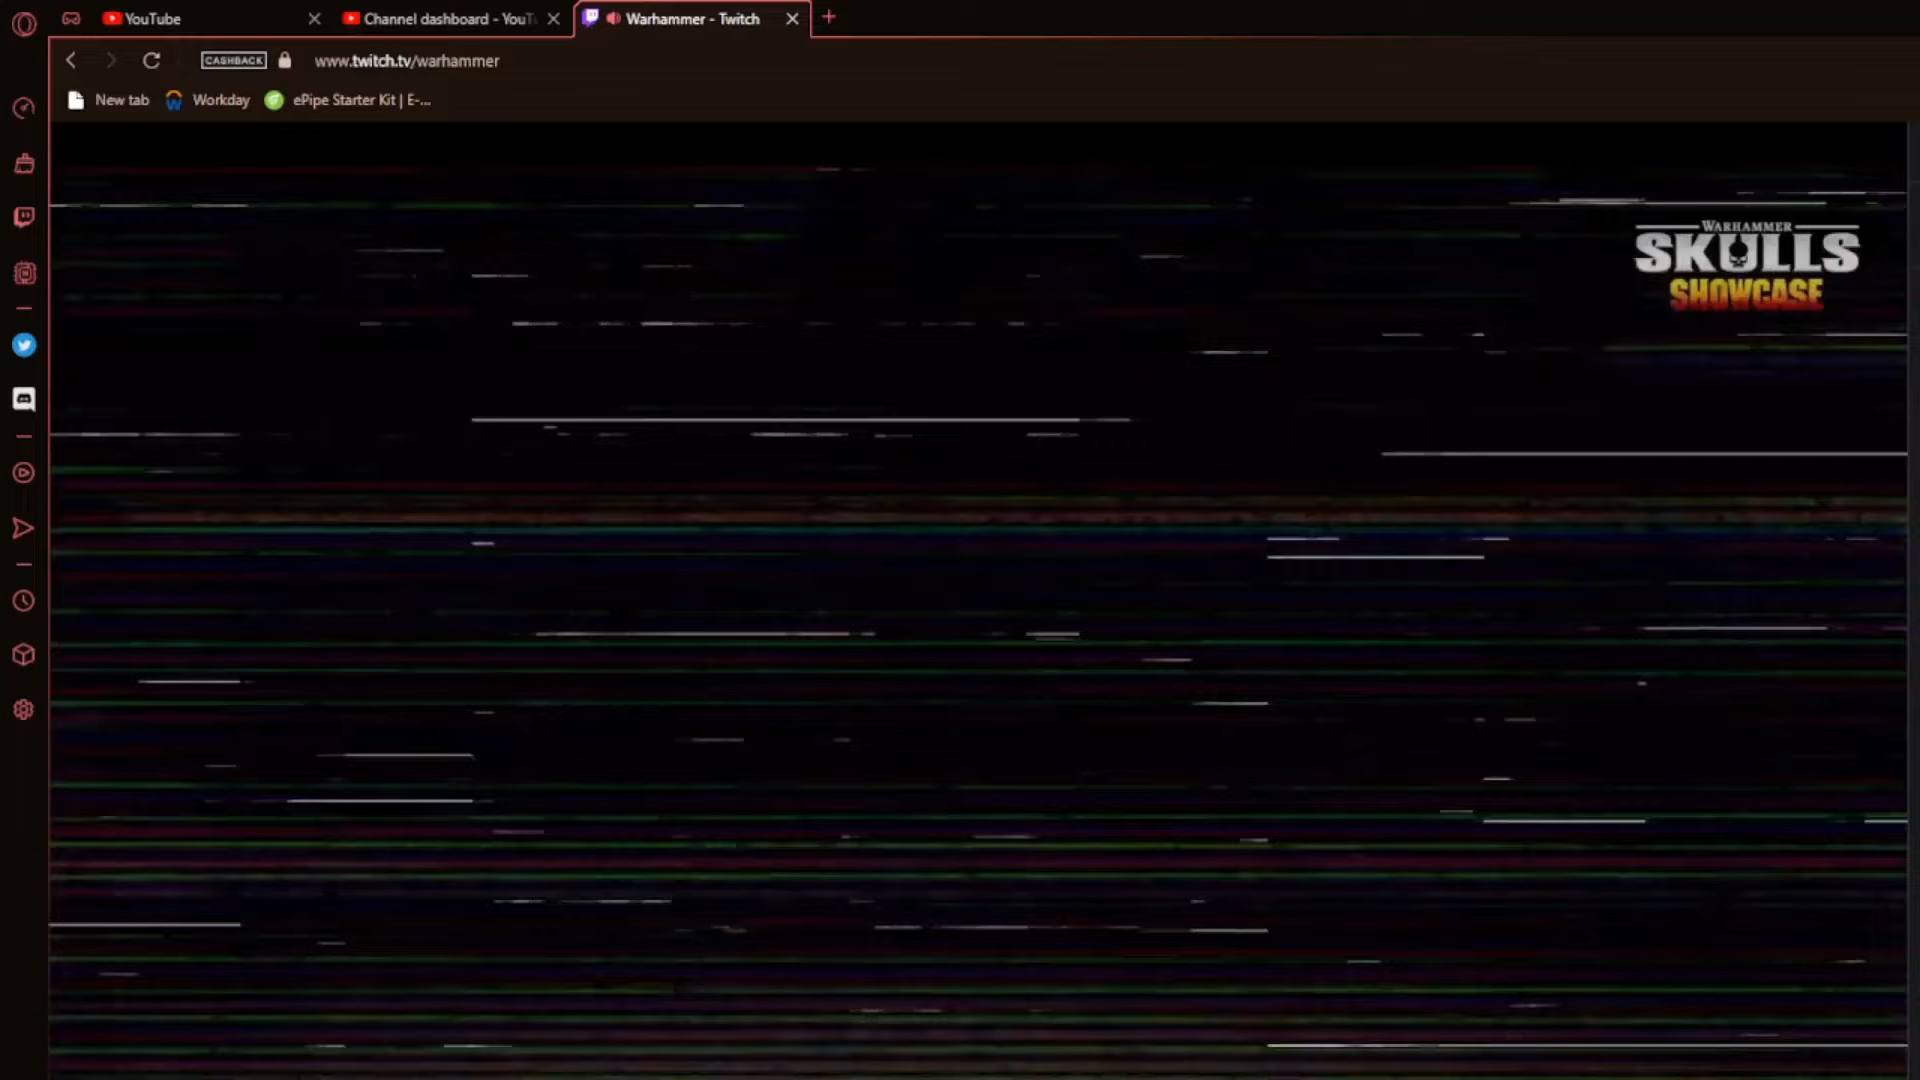 YouTube
Channel dashboard - YouT
Warhammer - Twitch
CASHBACK
www.twitch.tv/warhammer
New tab
Workday
ePipe Starter Kit | E-...
WARHAMMER
SKULLS
SHOWCASE